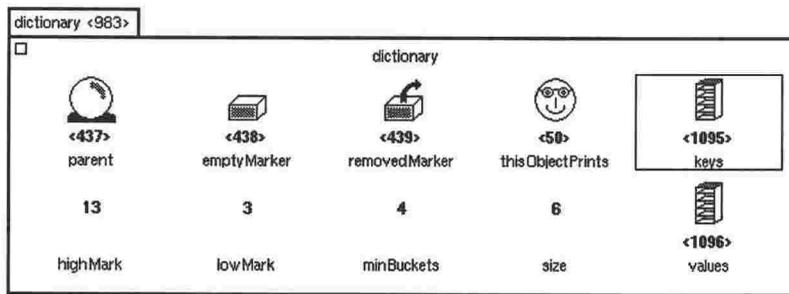 dictionary <983>
dictionary
<437> <438> <439> <50> <1095>
parent emptyMarker removedMarker thisObjectPrints keys
13 3 4 6
<1096>
highMark lowMark minBuckets size values